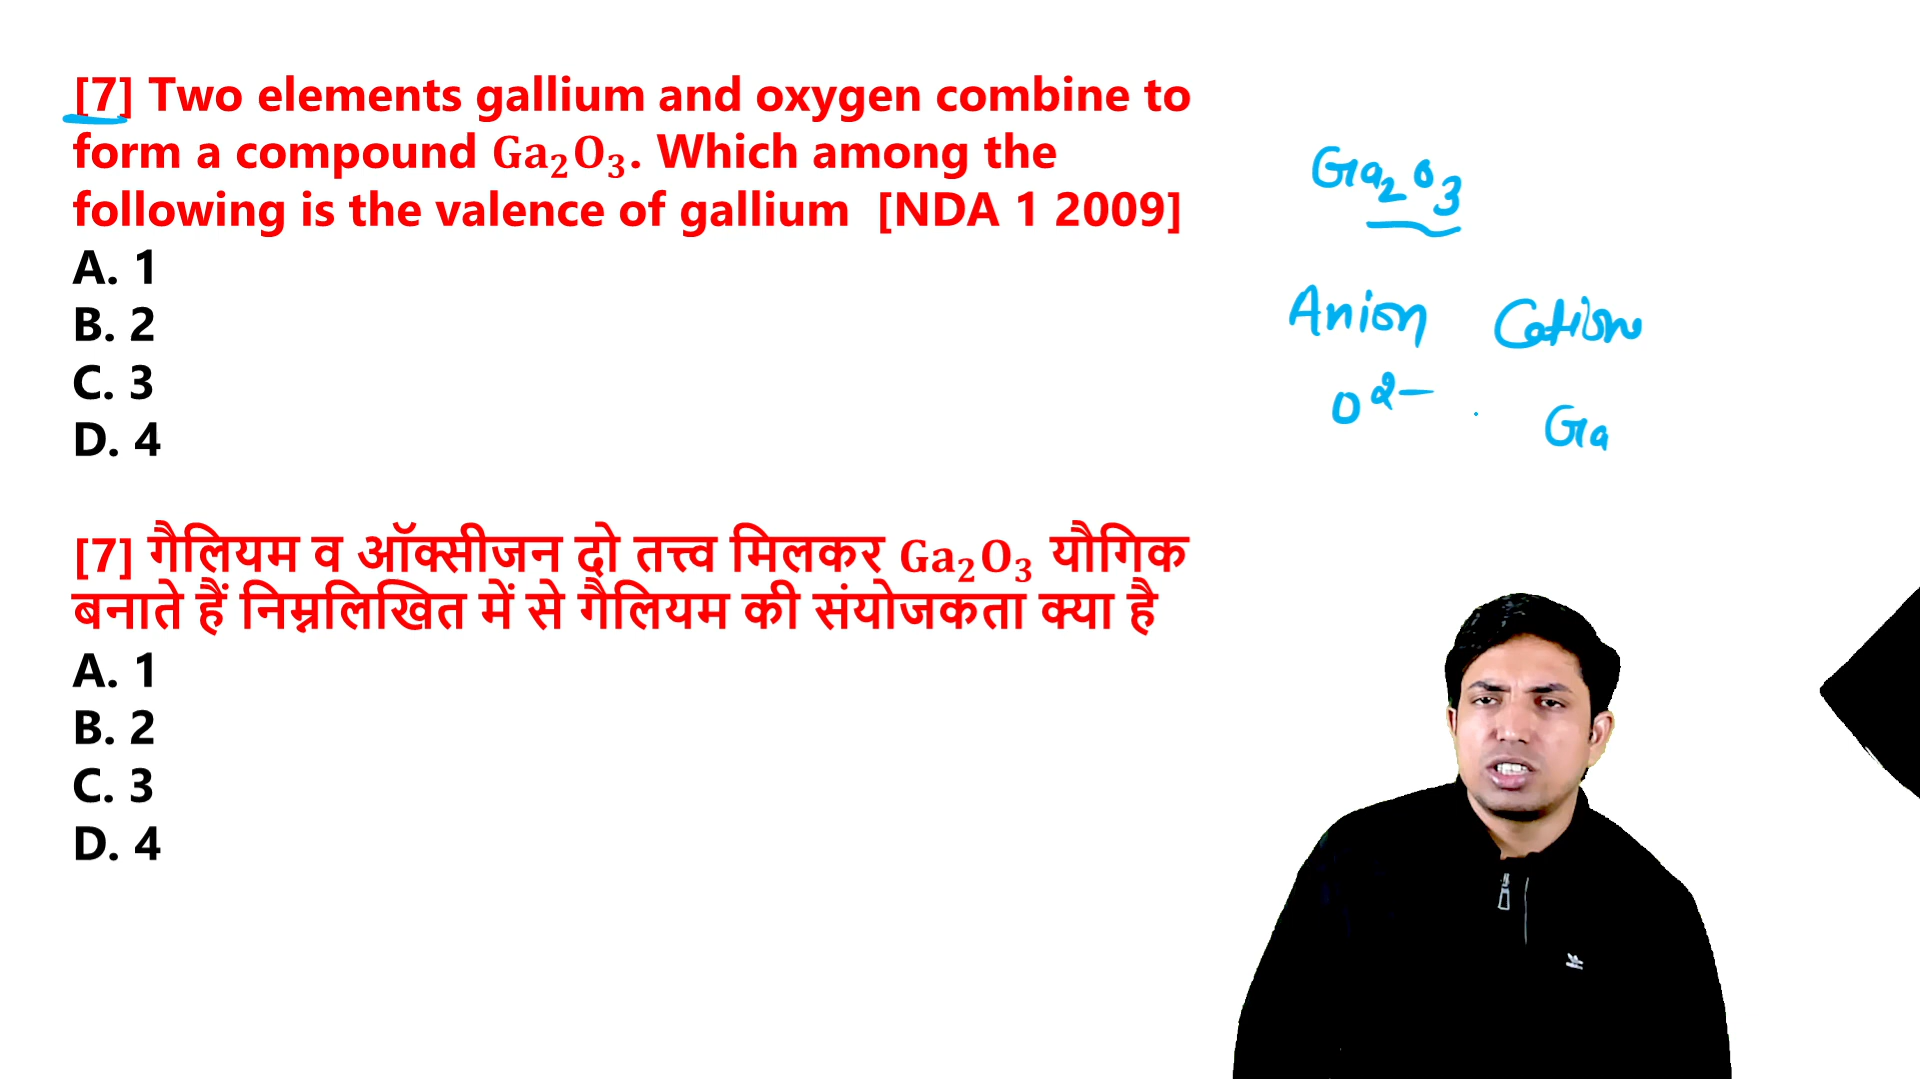 [7] Two elements gallium and oxygen combine to
form a compound Ga₂O₃. Which among the
following is the valence of gallium [NDA 1 2009]
A. 1
B. 2
C. 3
D. 4
[7] गैलियम व ऑक्सीजन दो तत्त्व मिलकर Ga₂O₃ यौगिक
बनाते हैं निम्नलिखित में से गैलियम की संयोजकता क्या है
A. 1
B. 2
C. 3
D. 4
Ga₂O₃
Anion Cation
O²⁻ Ga